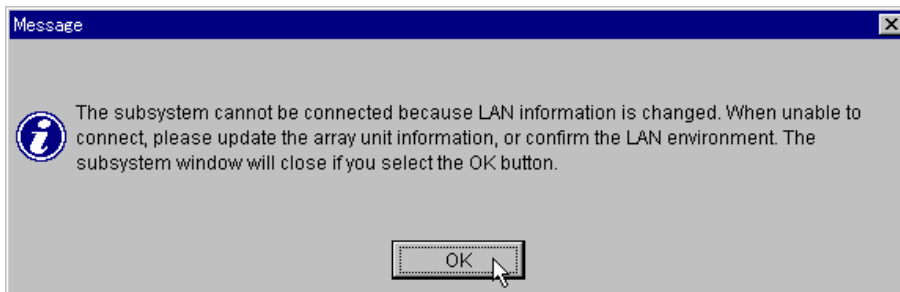 Message
The subsystem cannot be connected because LAN information is changed. When unable to
connect, please update the array unit information, or confirm the LAN environment. The
subsystem window will close if you select the OK button.
OK